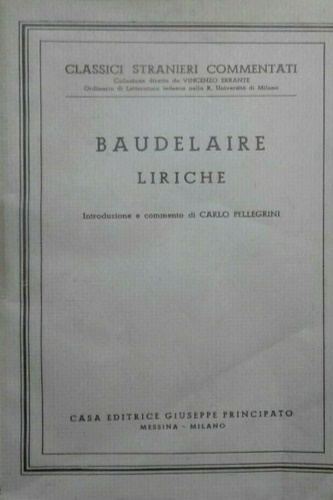 CLASSICI STRANIERI COMMENTATI
Collezione diretta da VINCENZO ERRANTE
Ordinario di Letteratura tedesca nella R. Università di Milano
BAUDELAIRE
LIRICHE
Introduzione e commento di CARLO PELLEGRINI
CASA EDITRICE GIUSEPPE PRINCIPATO
MESSINA - MILANO